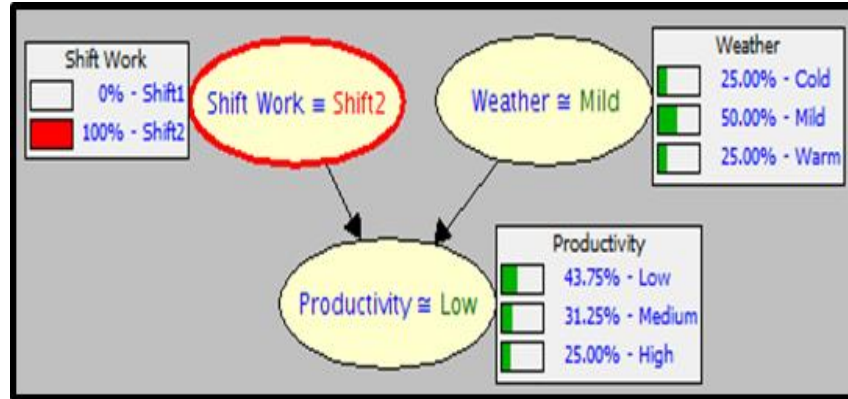 Shift Work
0% - Shift1
100% - Shift2
Shift Work ≡ Shift2
Weather ≅ Mild
Weather
25.00% - Cold
50.00% - Mild
25.00% - Warm
Productivity ≅ Low
Productivity
43.75% - Low
31.25% - Medium
25.00% - High